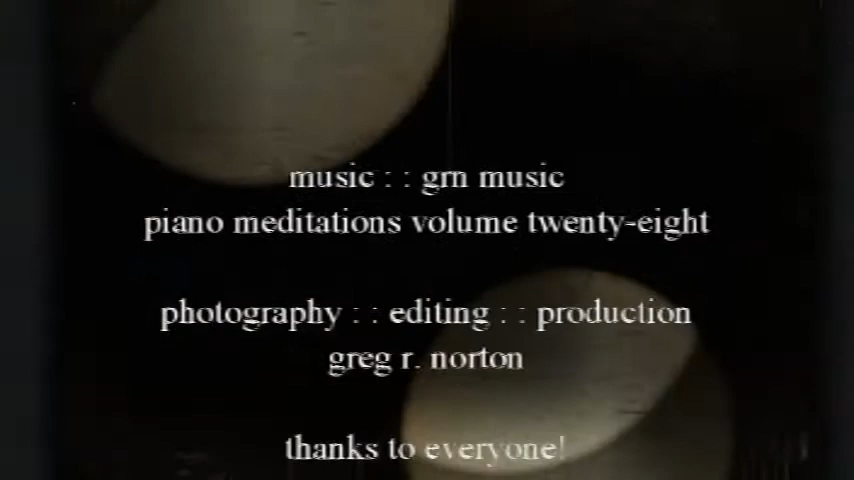 music : : grn music
piano meditations volume twenty-eight
photography : : editing : : production
greg r. norton
thanks to everyone!